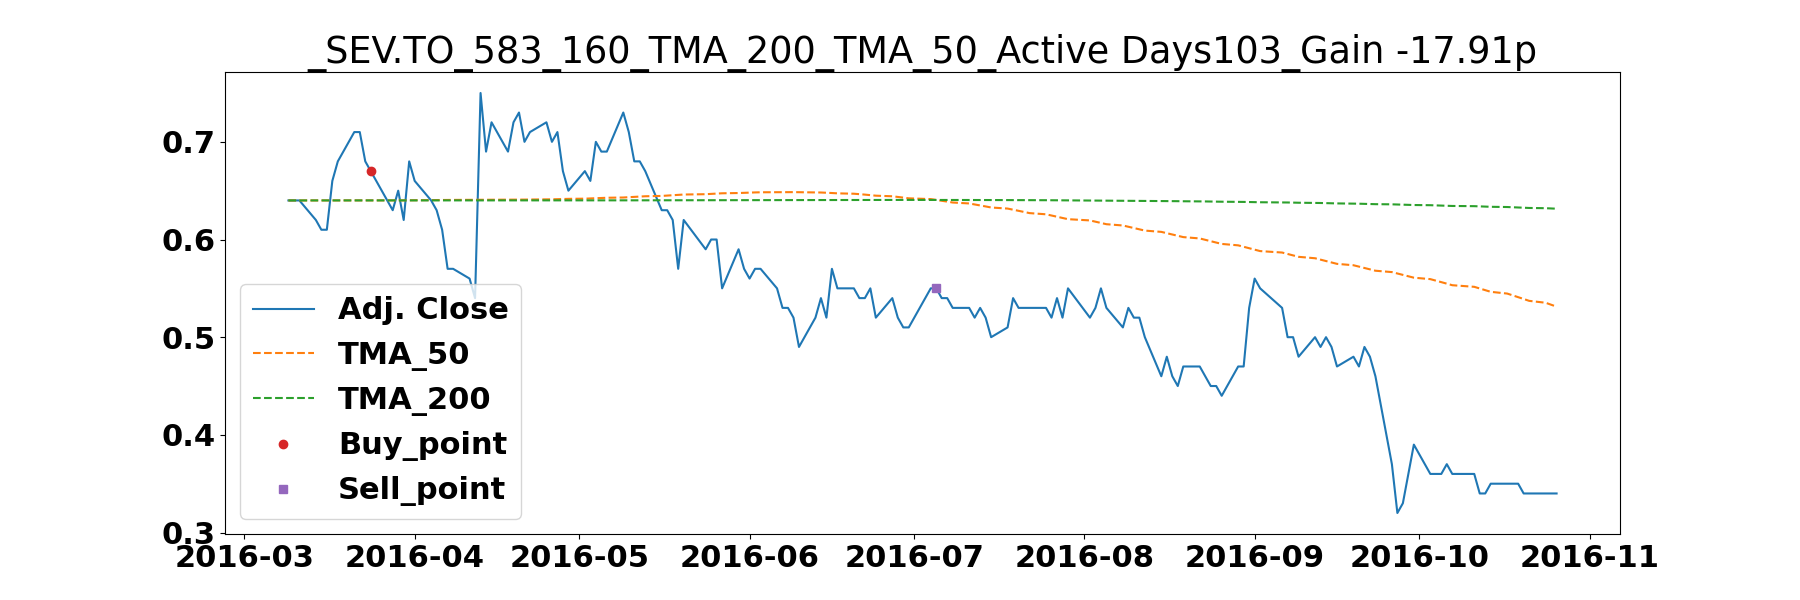 _SEV.TO_583_160_TMA_200_TMA_50_Active Days103_Gain -17.91p
0.7
0.6
0.5
0.4
0.3
Adj. Close
TMA_50
TMA_200
Buy_point
Sell_point
2016-03 2016-04 2016-05 2016-06 2016-07 2016-08 2016-09 2016-10 2016-11